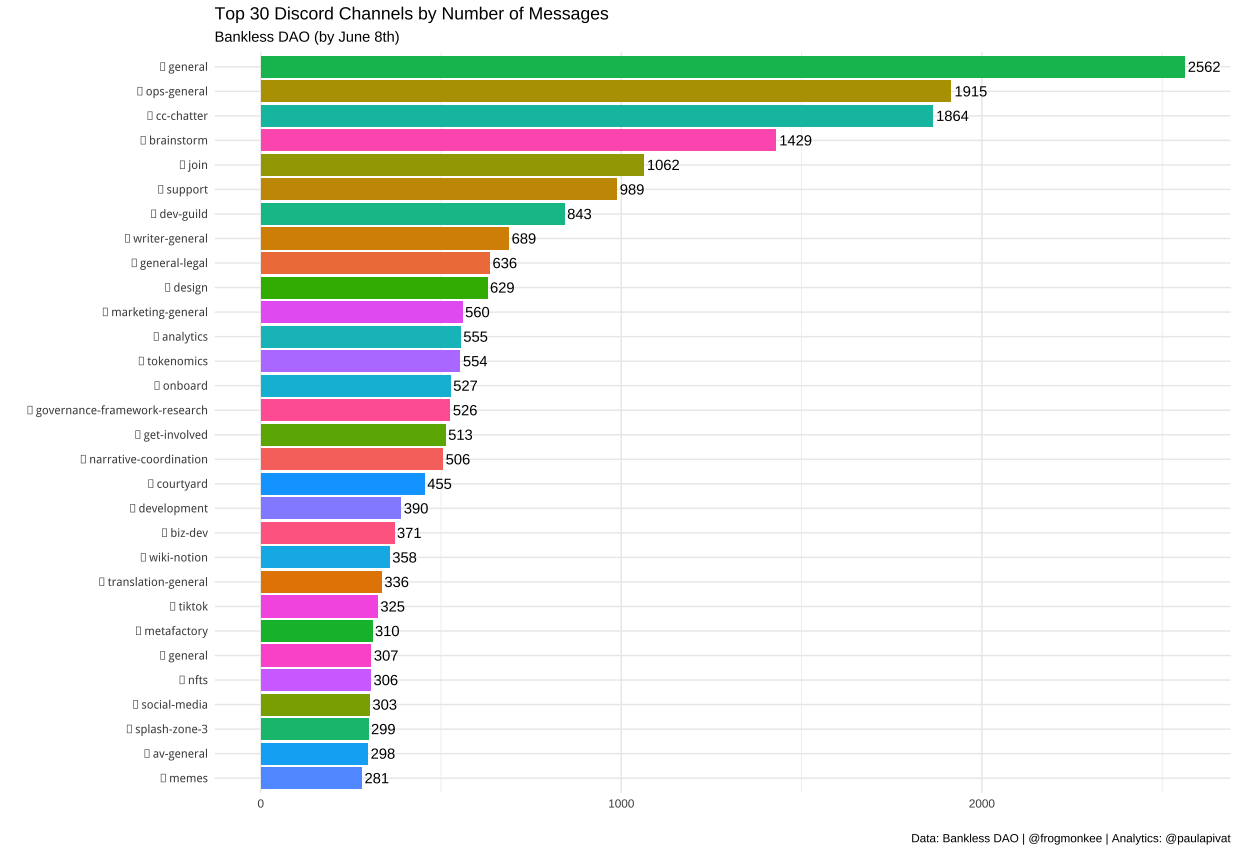 Top 30 Discord Channels by Number of Messages
Bankless DAO (by June 8th)
general 2562
ops-general 1915
cc-chatter 1864
brainstorm 1429
join 1062
support 989
dev-guild 843
writer-general 689
general-legal 636
design 629
marketing-general 560
analytics 555
tokenomics 554
onboard 527
governance-framework-research 526
get-involved 513
narrative-coordination 506
courtyard 455
development 390
biz-dev 371
wiki-notion 358
translation-general 336
tiktok 325
metafactory 310
general 307
nfts 306
social-media 303
splash-zone-3 299
av-general 298
memes 281
0 1000 2000
Data: Bankless DAO | @frogmonkee | Analytics: @paulapivat